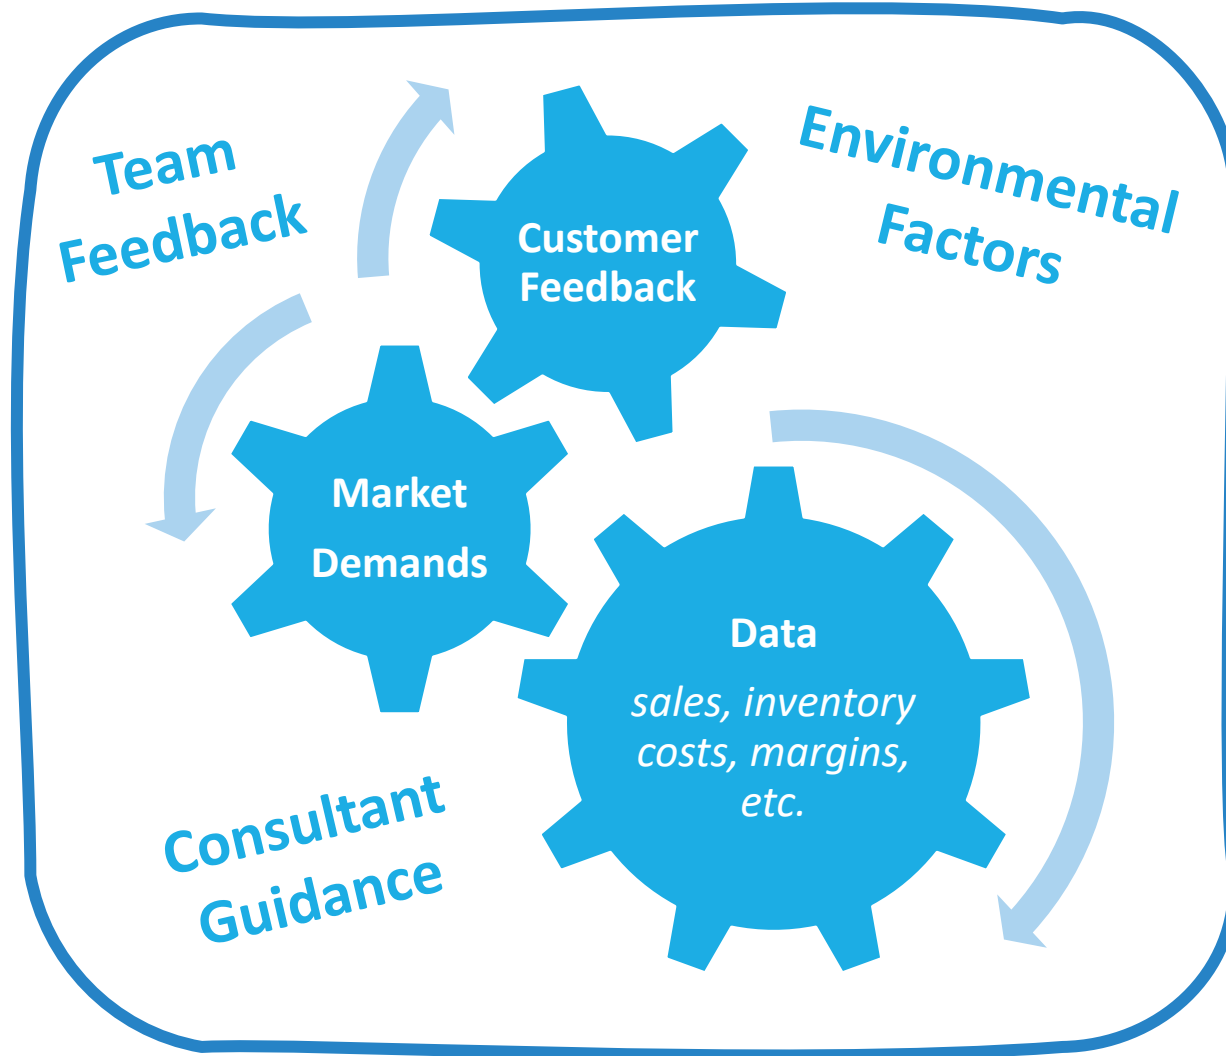 Team
Feedback
Environmental
Factors
Customer
Feedback
Market
Demands
Data
sales, inventory
costs, margins,
etc.
Consultant
Guidance